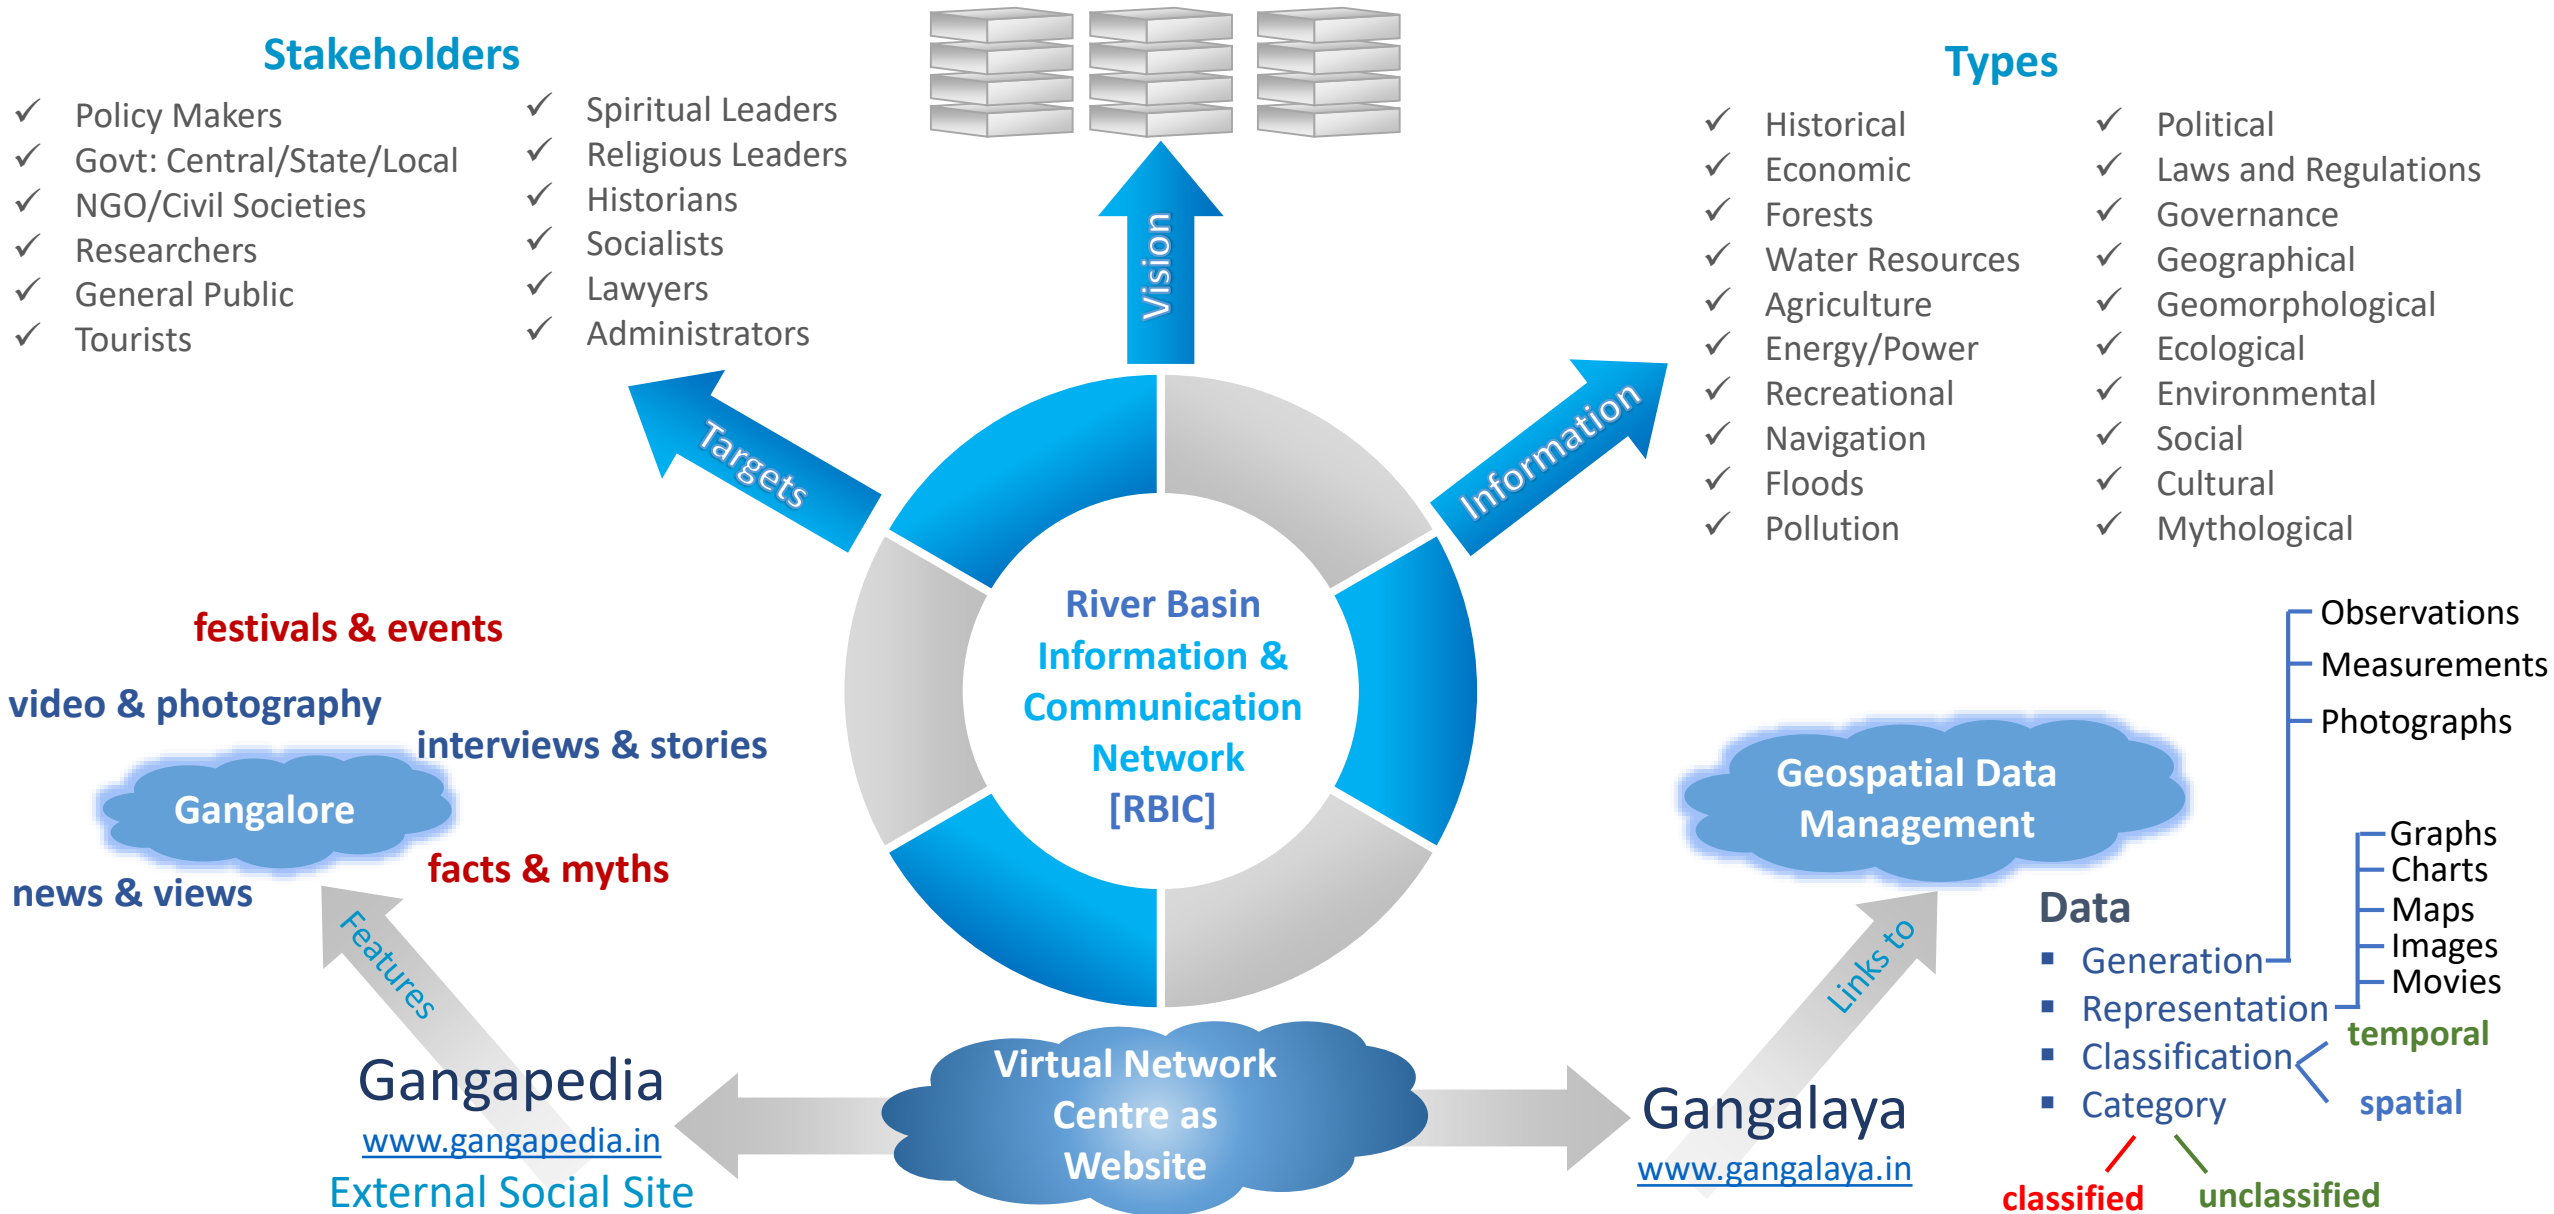 Stakeholders
Policy Makers
Govt: Central/State/Local
NGO/Civil Societies
Researchers
General Public
Tourists
Spiritual Leaders
Religious Leaders
Historians
Socialists
Lawyers
Administrators
Vision
Types
Historical
Economic
Forests
Water Resources
Agriculture
Energy/Power
Recreational
Navigation
Floods
Pollution
Political
Laws and Regulations
Governance
Geographical
Geomorphological
Ecological
Environmental
Social
Cultural
Mythological
Targets
Information
River Basin
Information &
Communication
Network
[RBIC]
festivals & events
video & photography
interviews & stories
Gangalore
facts & myths
news & views
Features
Gangapedia
www.gangapedia.in
External Social Site
Virtual Network
Centre as
Website
Gangalaya
www.gangalaya.in
Links to
Geospatial Data
Management
Data
Generation
Representation
Classification
Category
Observations
Measurements
Photographs
Graphs
Charts
Maps
Images
Movies
temporal
spatial
classified
unclassified